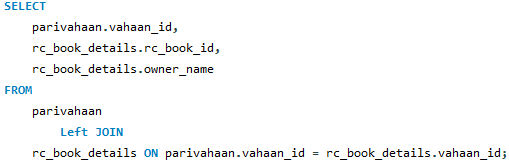 SELECT
    parivahaan.vahaan_id,
    rc_book_details.rc_book_id,
    rc_book_details.owner_name
FROM
    parivahaan
        Left JOIN
    rc_book_details ON parivahaan.vahaan_id = rc_book_details.vahaan_id;